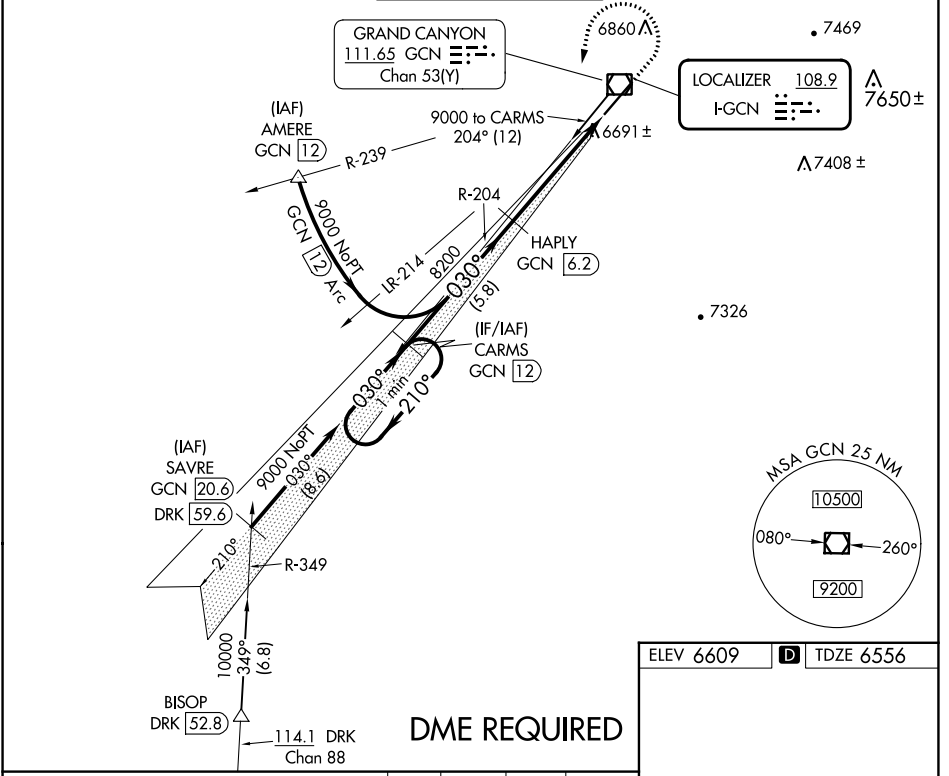 GRAND CANYON
111.65 GCN
Chan 53(Y)
6860
7469
LOCALIZER 108.9
I-GCN
7650±
(IAF)
AMERE
GCN 12
9000 to CARMS
204° (12)
6691±
7408±
R-239
R-204
9000 NoPT
GCN 12 Arc
LR-214
8200
030°
(5.8)
HAPLY
GCN 6.2
7326
(IF/IAF)
CARMS
GCN 12
030°
1 min
210°
(IAF)
SAVRE
GCN 20.6
DRK 59.6
9000 NoPT
030°
(8.6)
210°
R-349
MSA GCN 25 NM
10500
080°
260°
9200
10000
349°
(6.8)
ELEV 6609 D TDZE 6556
BISOP
DRK 52.8
DME REQUIRED
114.1 DRK
Chan 88